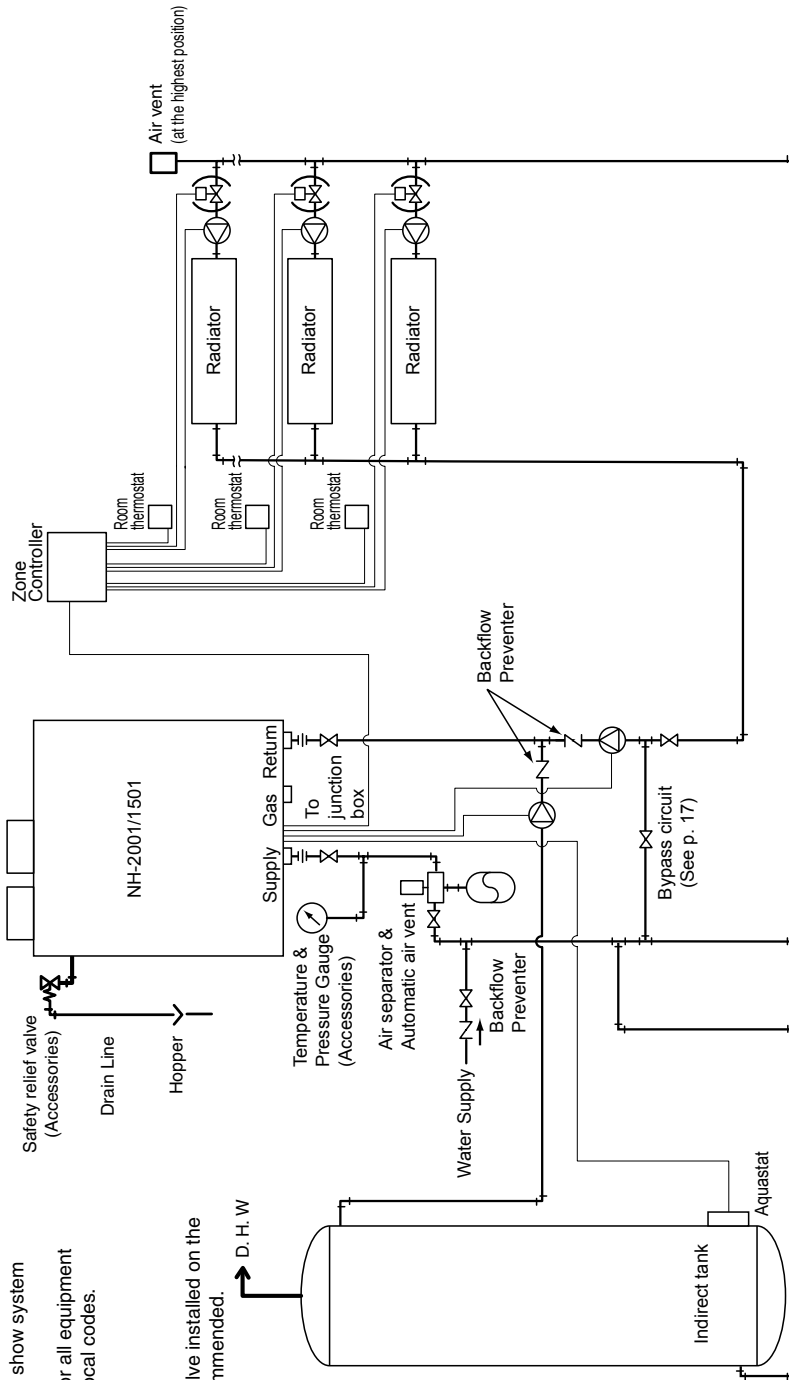 show system
or all equipment
ocal codes.
lve installed on the
mmended.
Safety relief valve
(Accessories)
Drain Line
Hopper
D. H. W
NH-2001/1501
Supply
Gas
Return
To
junction
box
Zone
Controller
Air vent
(at the highest position)
Room
thermostat
Room
thermostat
Room
thermostat
Radiator
Radiator
Radiator
Temperature &
Pressure Gauge
(Accessories)
Air separator &
Automatic air vent
Water Supply
Backflow
Preventer
Backflow
Preventer
Bypass circuit
(See p. 17)
Indirect tank
Aquastat